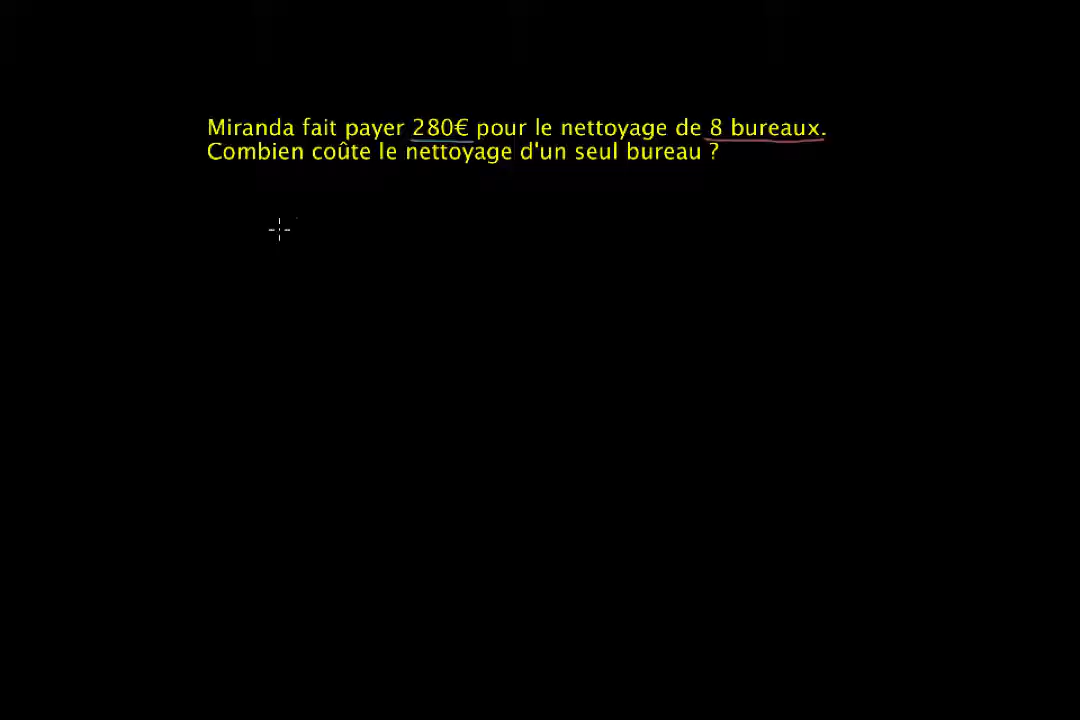 Miranda fait payer 280€ pour le nettoyage de 8 bureaux.
Combien coûte le nettoyage d'un seul bureau ?